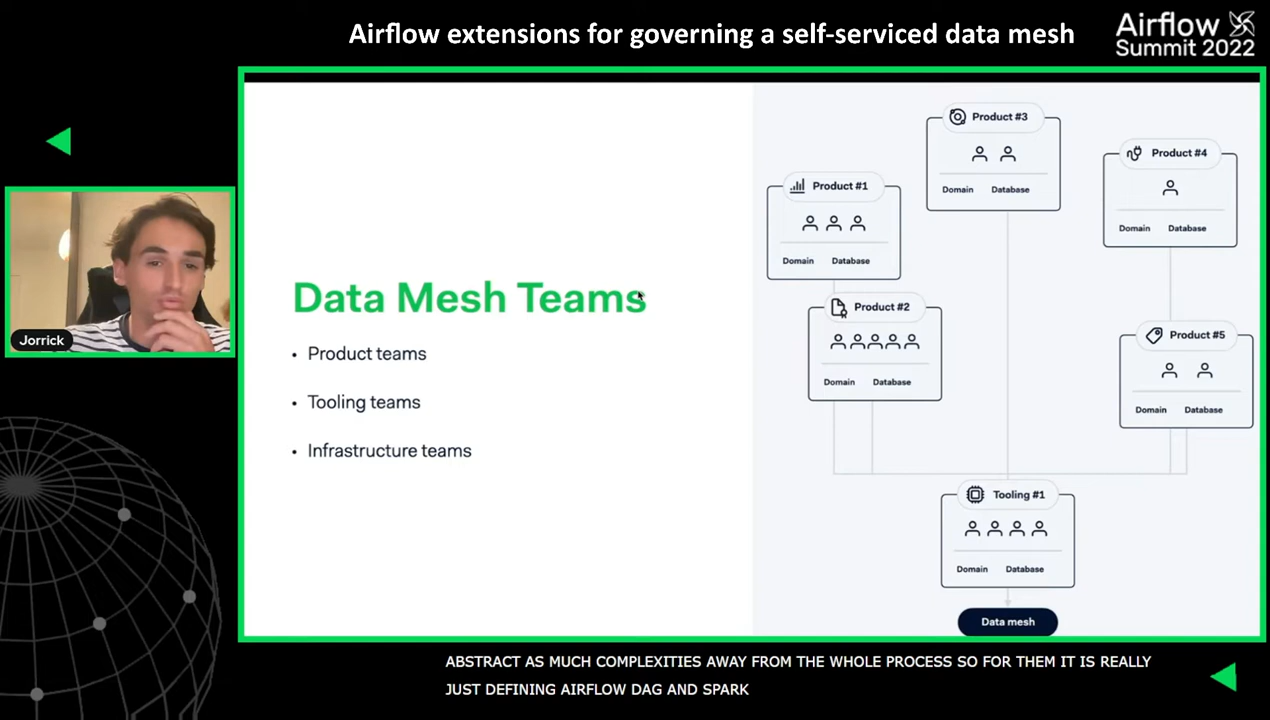 Airflow extensions for governing a self-serviced data mesh
Airflow
Summit 2022
Jorrick
Data Mesh Teams
• Product teams
• Tooling teams
• Infrastructure teams
Product #3
Domain Database
Product #4
Domain Database
Product #1
Domain Database
Product #2
Domain Database
Product #5
Domain Database
Tooling #1
Domain Database
Data mesh
ABSTRACT AS MUCH COMPLEXITIES AWAY FROM THE WHOLE PROCESS SO FOR THEM IT IS REALLY
JUST DEFINING AIRFLOW DAG AND SPARK